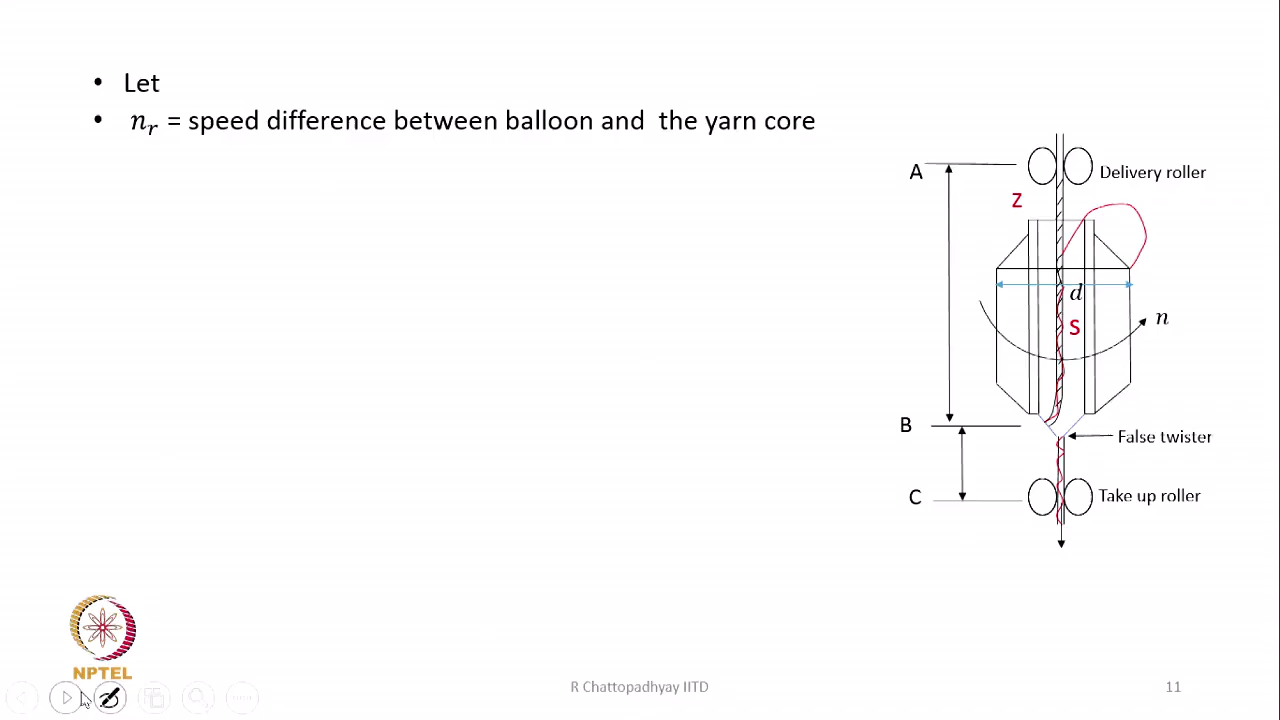 • Let
• nᵣ = speed difference between balloon and the yarn core
A
Delivery roller
Z
d
S
n
B
False twister
C
Take up roller
NPTEL
R Chattopadhyay IITD
11